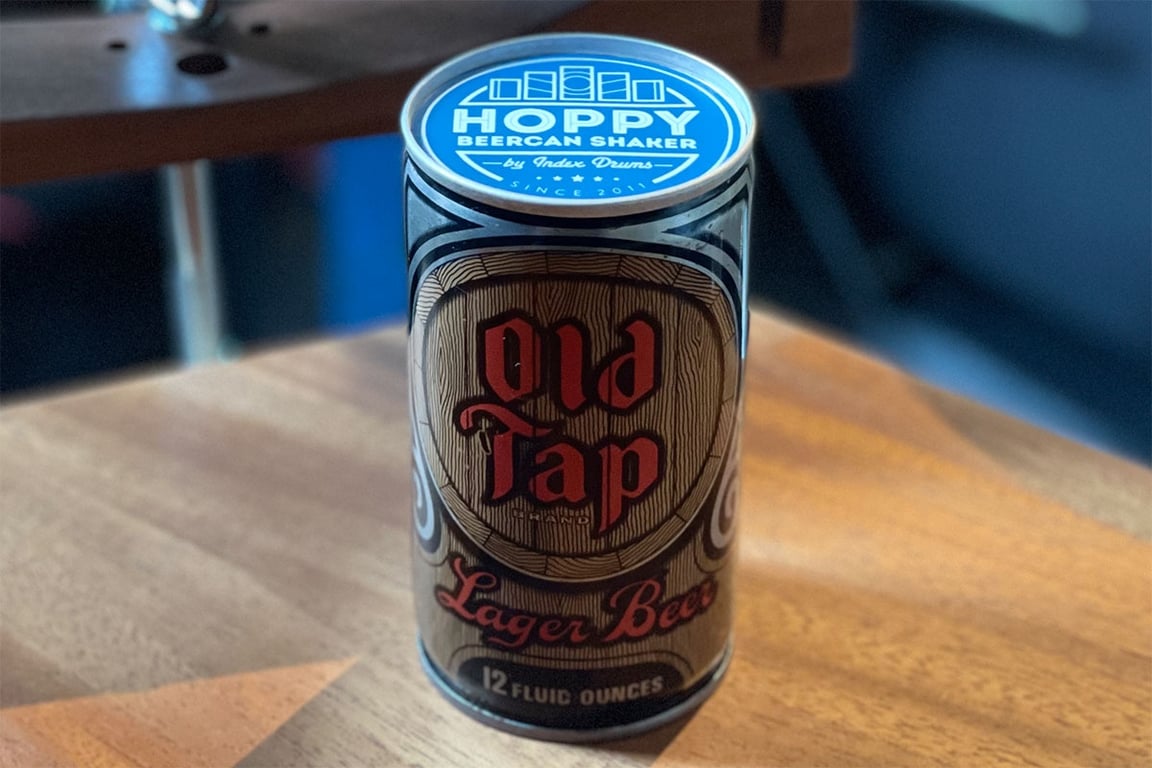 HOPPY
BEERCAN SHAKER
by Index Drums
SINCE 2011
Old
Tap
BRAND
Lager Beer
12 FLUID OUNCES